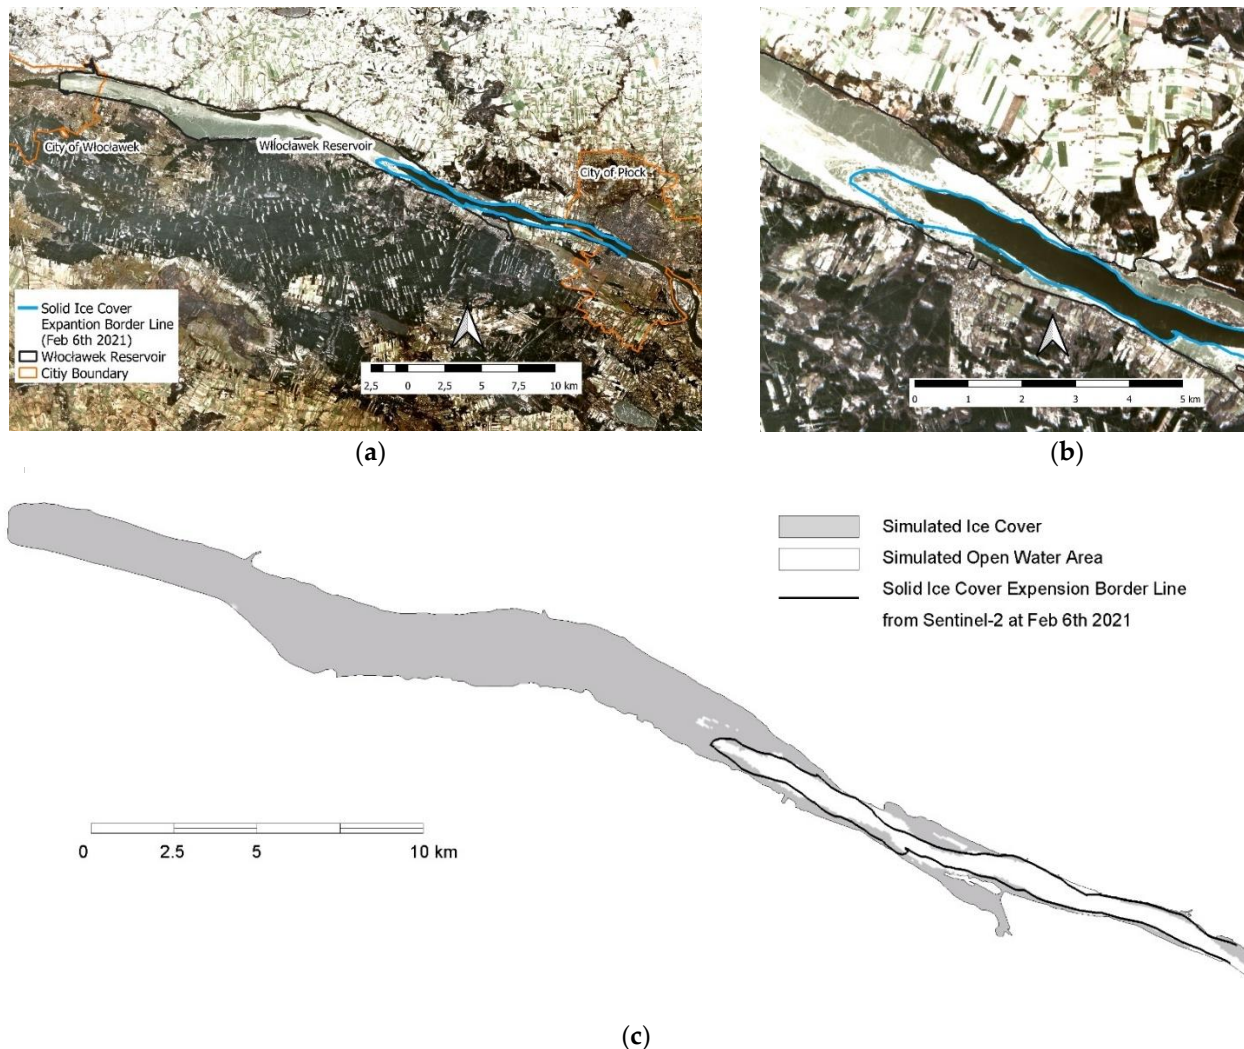 City of Włocławek
Włocławek Reservoir
City of Płock
Solid Ice Cover
Expantion Border Line
(Feb 6th 2021)
Włocławek Reservoir
Citiy Boundary
2,5 0 2,5 5 7,5 10 km
0 1 2 3 4 5 km
(a)
(b)
Simulated Ice Cover
Simulated Open Water Area
Solid Ice Cover Expension Border Line
from Sentinel-2 at Feb 6th 2021
0 2.5 5 10 km
(c)